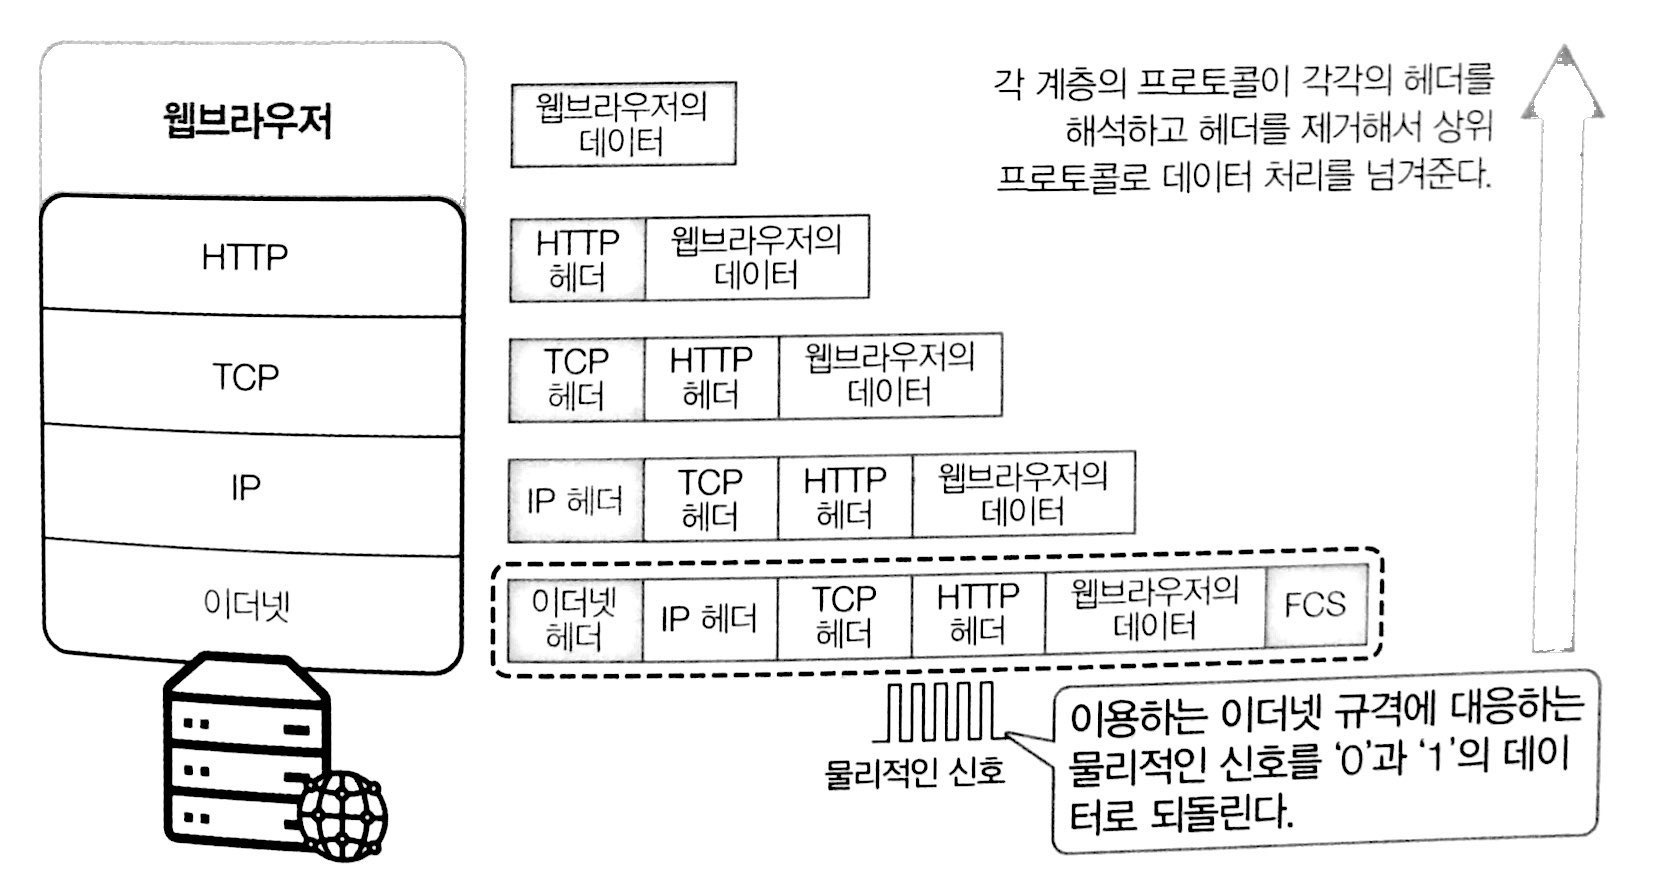 웹브라우저
웹브라우저의
데이터
각 계층의 프로토콜이 각각의 헤더를
해석하고 헤더를 제거해서 상위
프로토콜로 데이터 처리를 넘겨준다.
HTTP
HTTP
헤더
웹브라우저의
데이터
TCP
TCP
헤더
HTTP
헤더
웹브라우저의
데이터
IP
IP 헤더
TCP
헤더
HTTP
헤더
웹브라우저의
데이터
이더넷
이더넷
헤더
IP 헤더
TCP
헤더
HTTP
헤더
웹브라우저의
데이터
FCS
물리적인 신호
이용하는 이더넷 규격에 대응하는
물리적인 신호를 ‘0’과 ‘1’의 데이
터로 되돌린다.